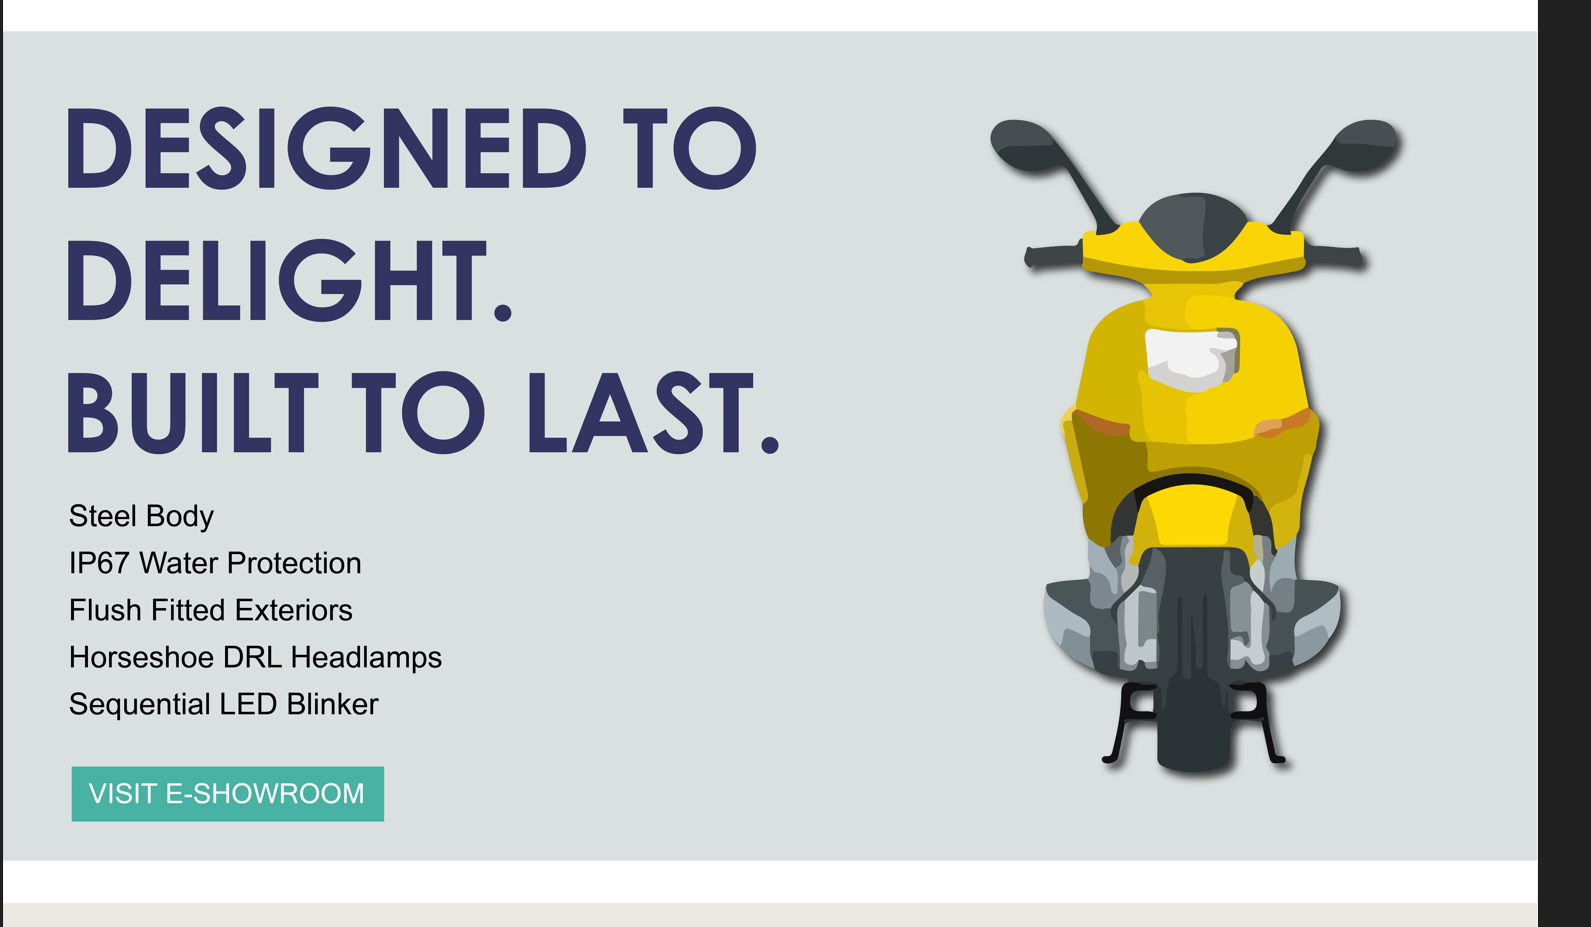 DESIGNED TO
DELIGHT.
BUILT TO LAST.
Steel Body
IP67 Water Protection
Flush Fitted Exteriors
Horseshoe DRL Headlamps
Sequential LED Blinker
VISIT E-SHOWROOM